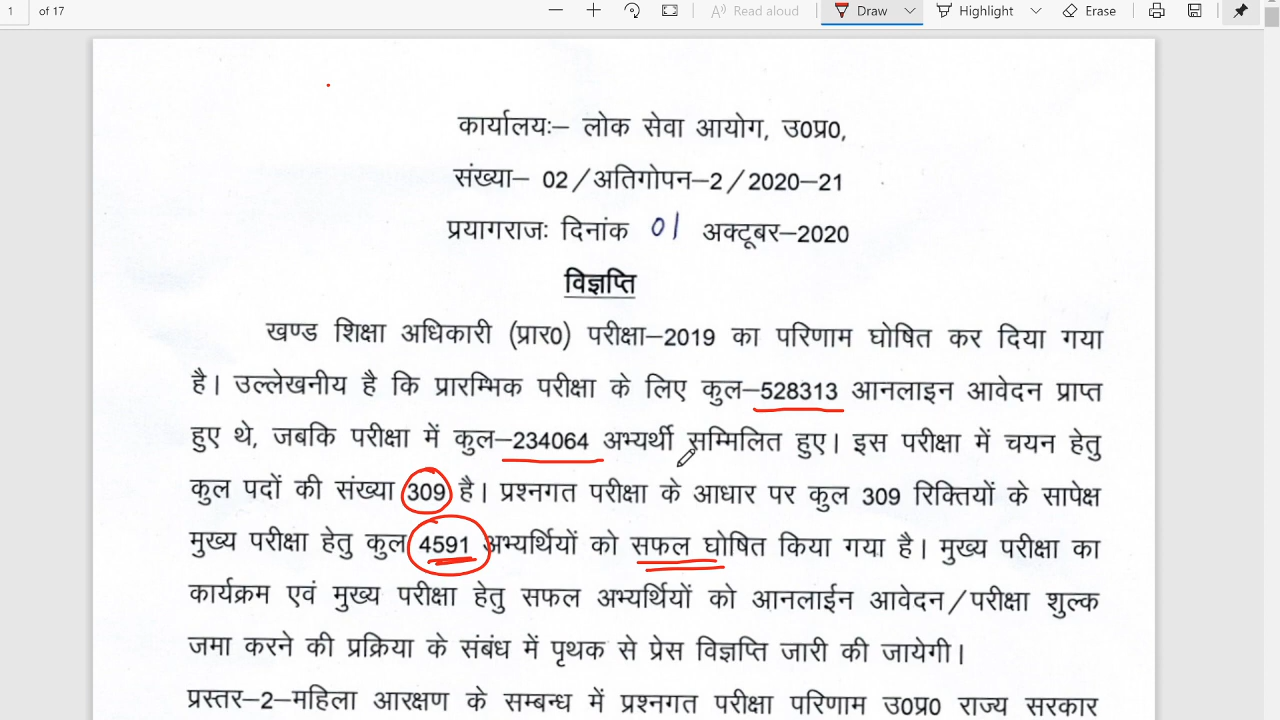 1 of 17 Read aloud Draw Highlight Erase
कार्यालयः– लोक सेवा आयोग, उ0प्र0,
संख्या– 02/अतिगोपन–2/2020–21
प्रयागराजः दिनांक 01 अक्टूबर–2020
विज्ञप्ति
खण्ड शिक्षा अधिकारी (प्रार0) परीक्षा–2019 का परिणाम घोषित कर दिया गया
है। उल्लेखनीय है कि प्रारम्भिक परीक्षा के लिए कुल–528313 आनलाइन आवेदन प्राप्त
हुए थे, जबकि परीक्षा में कुल–234064 अभ्यर्थी सम्मिलित हुए। इस परीक्षा में चयन हेतु
कुल पदों की संख्या 309 है। प्रश्नगत परीक्षा के आधार पर कुल 309 रिक्तियों के सापेक्ष
मुख्य परीक्षा हेतु कुल 4591 अभ्यर्थियों को सफल घोषित किया गया है। मुख्य परीक्षा का
कार्यक्रम एवं मुख्य परीक्षा हेतु सफल अभ्यर्थियों को आनलाईन आवेदन/परीक्षा शुल्क
जमा करने की प्रक्रिया के संबंध में पृथक से प्रेस विज्ञप्ति जारी की जायेगी।
प्रस्तर–2–महिला आरक्षण के सम्बन्ध में प्रश्नगत परीक्षा परिणाम उ0प्र0 राज्य सरकार